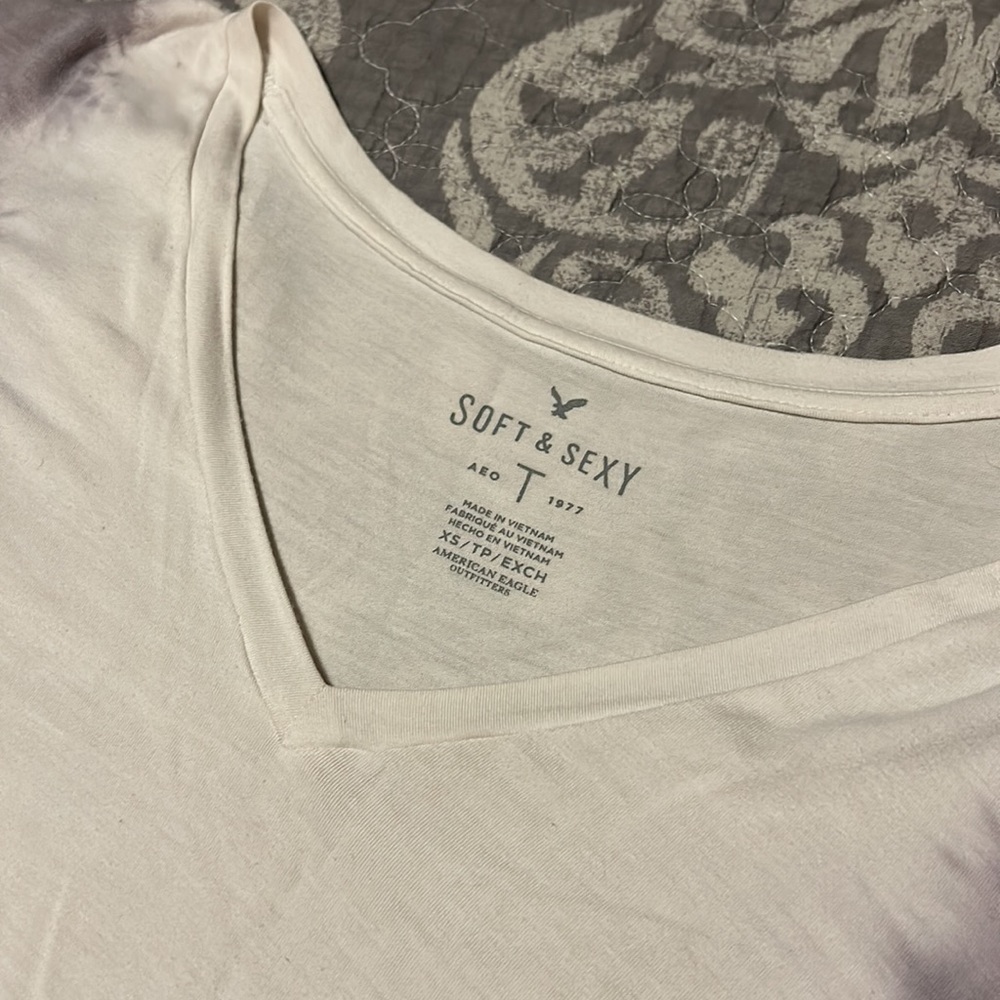 SOFT & SEXY
AEO T 1977
MADE IN VIETNAM
FABRIQUÉ AU VIETNAM
HECHO EN VIETNAM
XS/TP/EXCH
AMERICAN EAGLE
OUTFITTERS